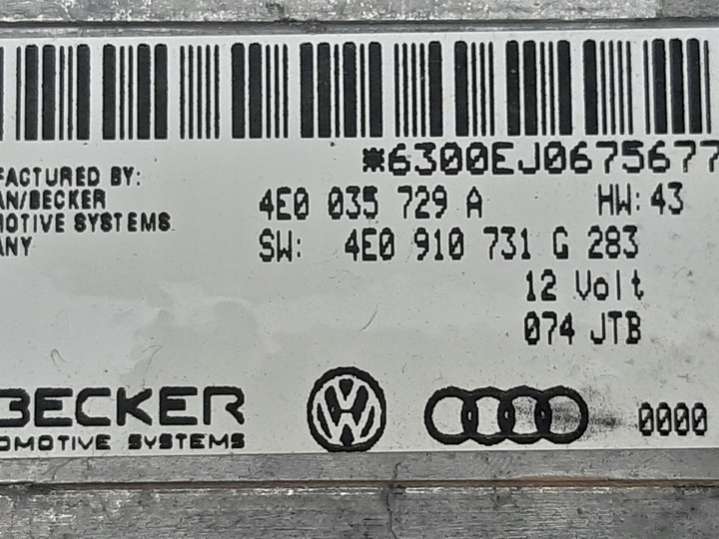 *6300EJ0675677
FACTURED BY:
AN/BECKER
MOTIVE SYSTEMS
ANY
4E0 035 729 A HW: 43
SW: 4E0 910 731 G 283
12 Volt
074 JTB
BECKER
OMOTIVE SYSTEMS
0000